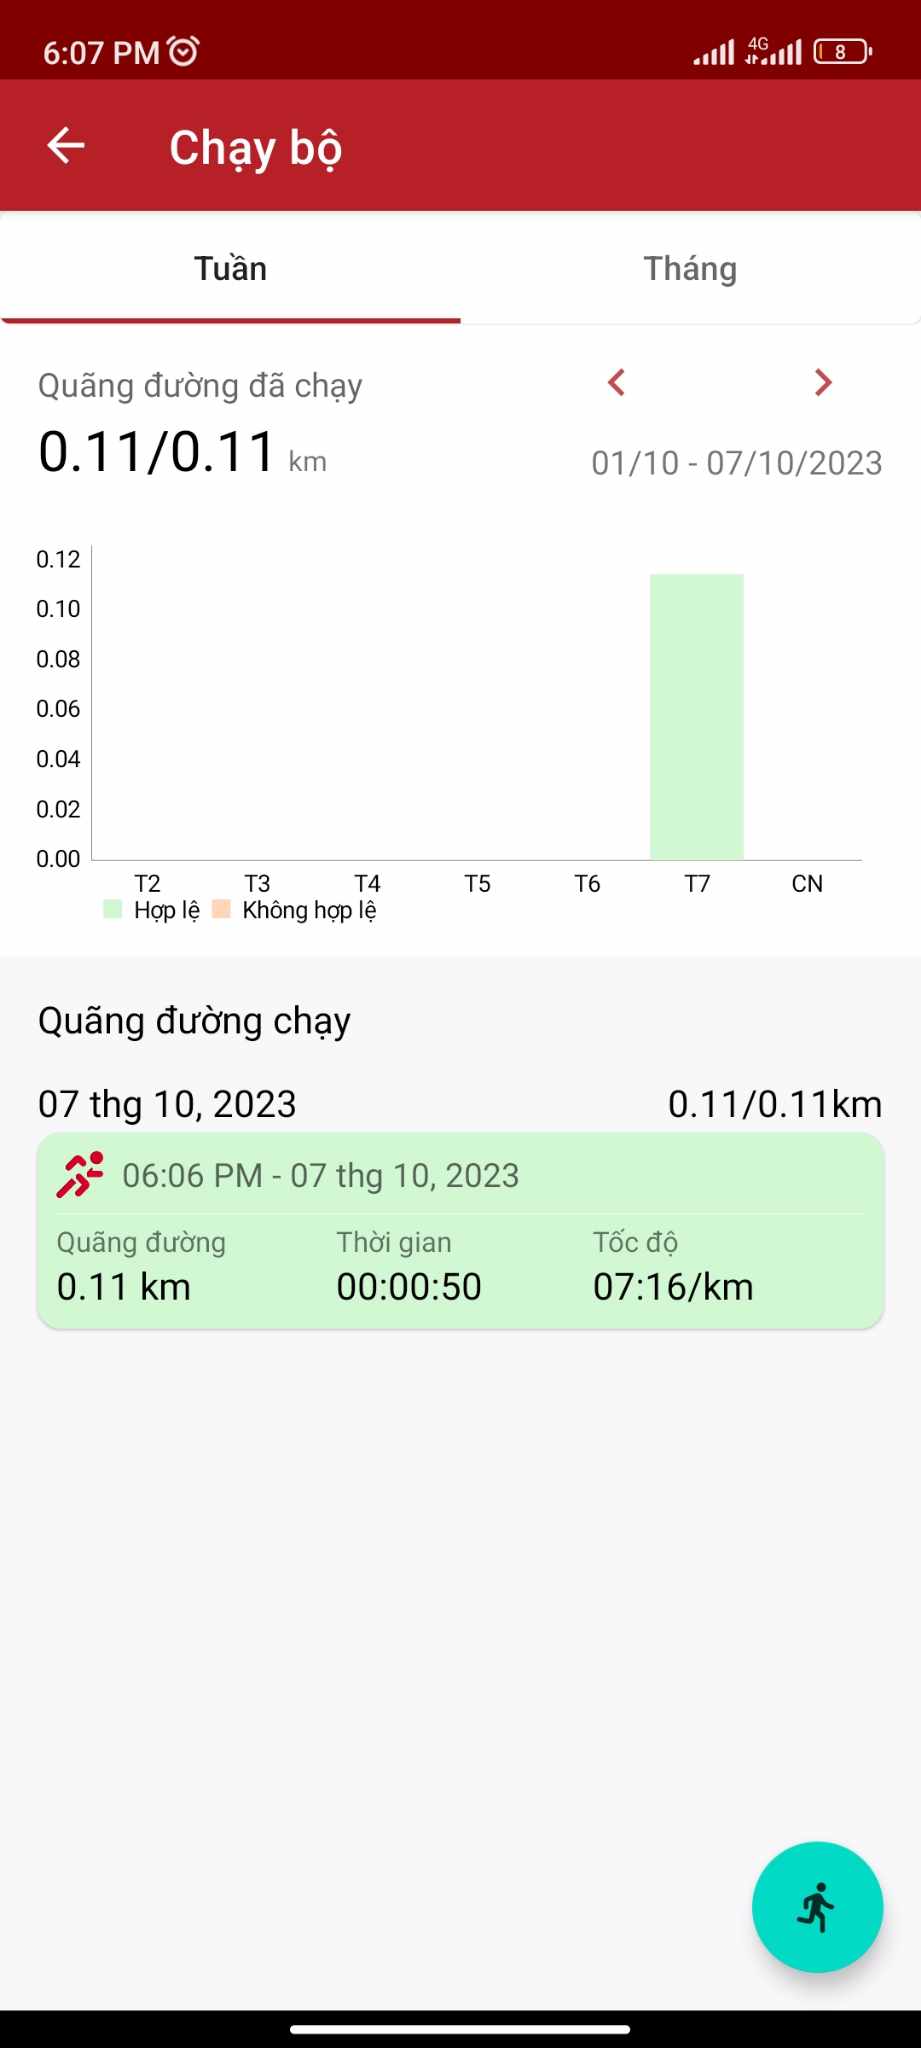 6:07 PM 4G 8
Chạy bộ
Tuần Tháng
Quãng đường đã chạy
0.11/0.11 km 01/10 - 07/10/2023
0.12
0.10
0.08
0.06
0.04
0.02
0.00
T2 T3 T4 T5 T6 T7 CN
Hợp lệ Không hợp lệ
Quãng đường chạy
07 thg 10, 2023 0.11/0.11km
06:06 PM - 07 thg 10, 2023
Quãng đường Thời gian Tốc độ
0.11 km 00:00:50 07:16/km